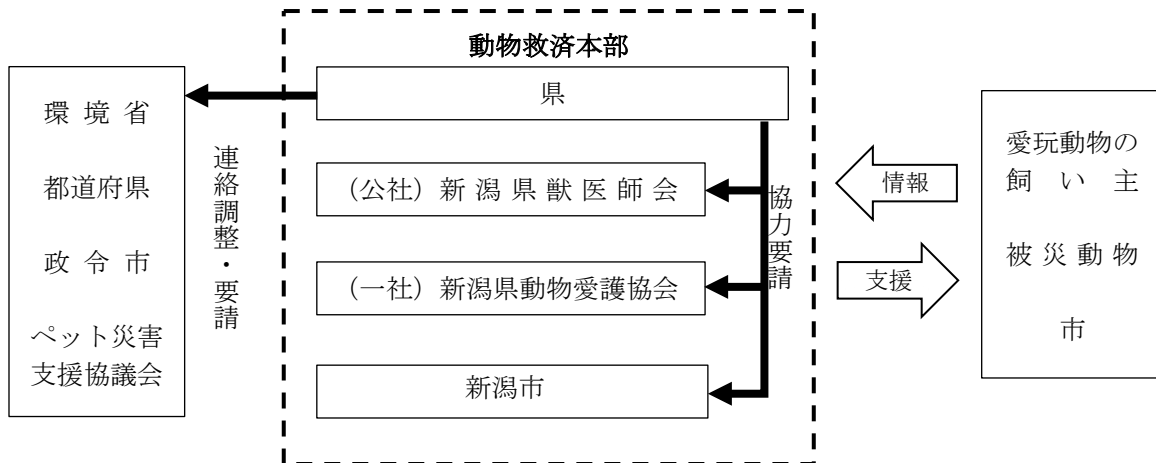 動物救済本部
環境省
都道府県
政令市
ペット災害
支援協議会
連絡調整・要請
県
(公社)新潟県獣医師会
(一社)新潟県動物愛護協会
新潟市
協力要請
情報
支援
愛玩動物の
飼い主
被災動物
市